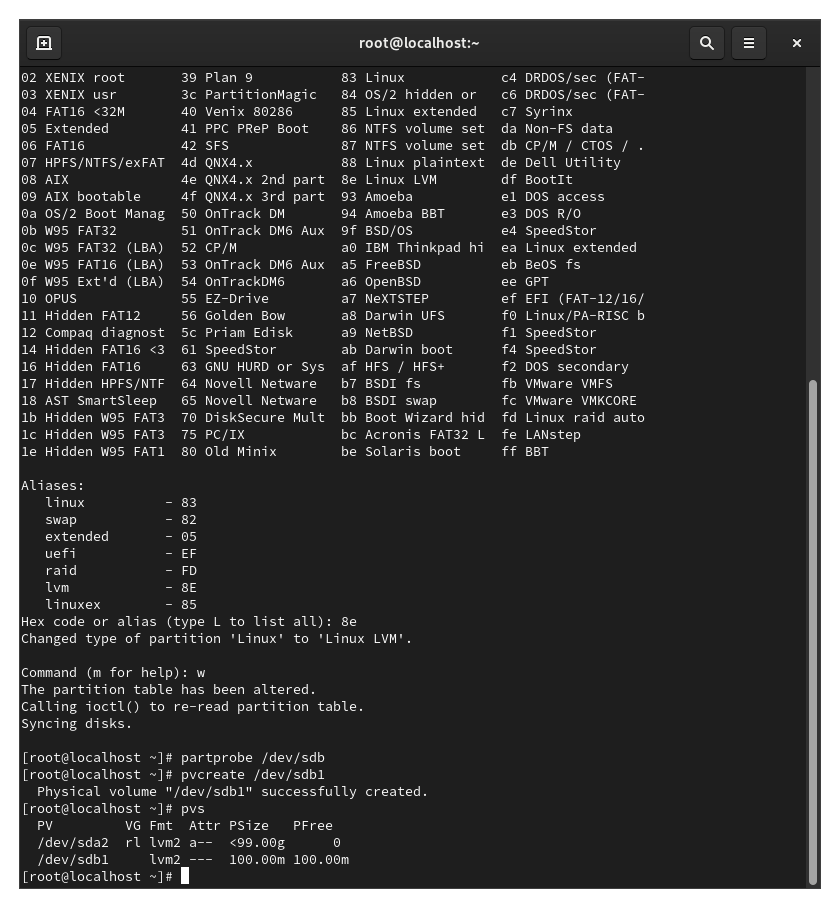 root@localhost:~
02 XENIX root       39 Plan 9           83 Linux            c4 DRDOS/sec (FAT-
03 XENIX usr        3c PartitionMagic   84 OS/2 hidden or   c6 DRDOS/sec (FAT-
04 FAT16 <32M       40 Venix 80286      85 Linux extended   c7 Syrinx
05 Extended         41 PPC PReP Boot    86 NTFS volume set  da Non-FS data
06 FAT16            42 SFS              87 NTFS volume set  db CP/M / CTOS / .
07 HPFS/NTFS/exFAT  4d QNX4.x           88 Linux plaintext  de Dell Utility
08 AIX              4e QNX4.x 2nd part  8e Linux LVM        df BootIt
09 AIX bootable     4f QNX4.x 3rd part  93 Amoeba           e1 DOS access
0a OS/2 Boot Manag  50 OnTrack DM       94 Amoeba BBT       e3 DOS R/O
0b W95 FAT32        51 OnTrack DM6 Aux  9f BSD/OS           e4 SpeedStor
0c W95 FAT32 (LBA)  52 CP/M             a0 IBM Thinkpad hi  ea Linux extended
0e W95 FAT16 (LBA)  53 OnTrack DM6 Aux  a5 FreeBSD          eb BeOS fs
0f W95 Ext'd (LBA)  54 OnTrackDM6       a6 OpenBSD          ee GPT
10 OPUS             55 EZ-Drive         a7 NeXTSTEP         ef EFI (FAT-12/16/
11 Hidden FAT12     56 Golden Bow       a8 Darwin UFS       f0 Linux/PA-RISC b
12 Compaq diagnost  5c Priam Edisk      a9 NetBSD           f1 SpeedStor
14 Hidden FAT16 <3  61 SpeedStor        ab Darwin boot      f4 SpeedStor
16 Hidden FAT16     63 GNU HURD or Sys  af HFS / HFS+       f2 DOS secondary
17 Hidden HPFS/NTF  64 Novell Netware   b7 BSDI fs          fb VMware VMFS
18 AST SmartSleep   65 Novell Netware   b8 BSDI swap        fc VMware VMKCORE
1b Hidden W95 FAT3  70 DiskSecure Mult  bb Boot Wizard hid  fd Linux raid auto
1c Hidden W95 FAT3  75 PC/IX            bc Acronis FAT32 L  fe LANstep
1e Hidden W95 FAT1  80 Old Minix        be Solaris boot     ff BBT
Aliases:
   linux          - 83
   swap           - 82
   extended       - 05
   uefi           - EF
   raid           - FD
   lvm            - 8E
   linuxex        - 85
Hex code or alias (type L to list all): 8e
Changed type of partition 'Linux' to 'Linux LVM'.
Command (m for help): w
The partition table has been altered.
Calling ioctl() to re-read partition table.
Syncing disks.
[root@localhost ~]# partprobe /dev/sdb
[root@localhost ~]# pvcreate /dev/sdb1
  Physical volume "/dev/sdb1" successfully created.
[root@localhost ~]# pvs
  PV         VG Fmt  Attr PSize   PFree
  /dev/sda2  rl lvm2 a--  <99.00g      0
  /dev/sdb1     lvm2 ---  100.00m 100.00m
[root@localhost ~]#